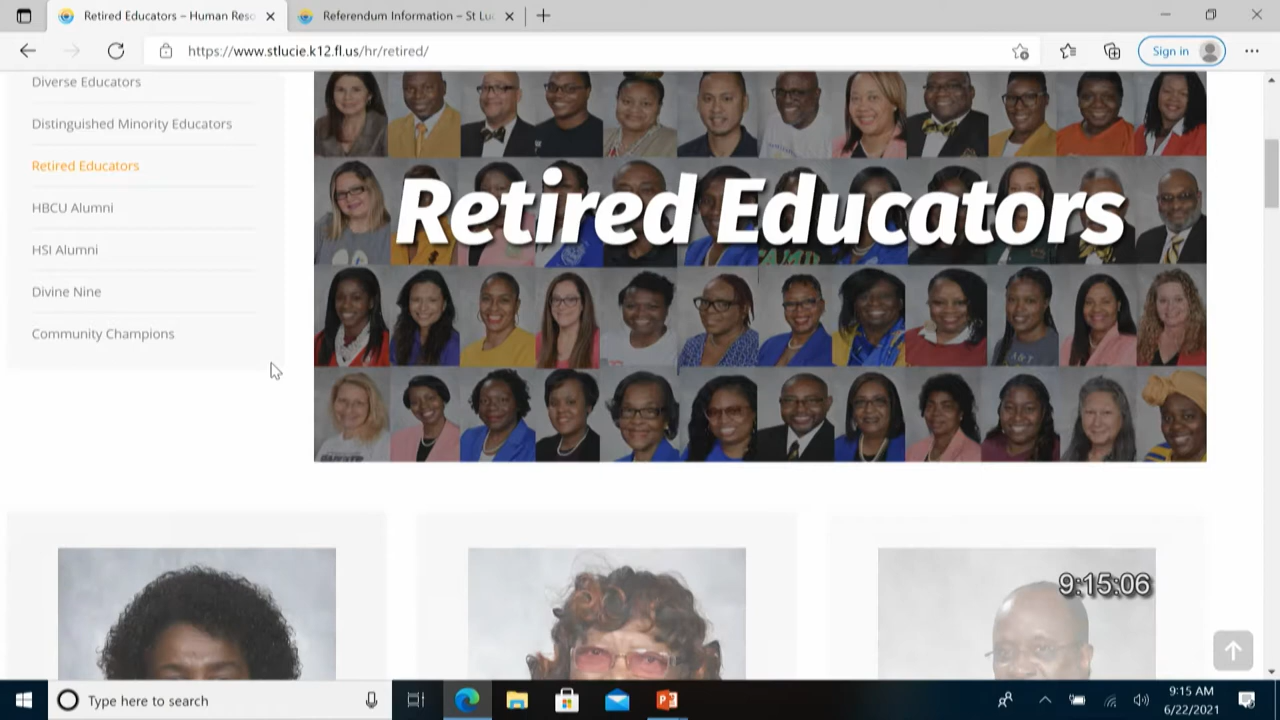 Retired Educators – Human Reso
Referendum Information – St Luc
https://www.stlucie.k12.fl.us/hr/retired/
Sign in
Diverse Educators
Distinguished Minority Educators
Retired Educators
HBCU Alumni
HSI Alumni
Divine Nine
Community Champions
Retired Educators
9:15:06
Type here to search
9:15 AM
6/22/2021